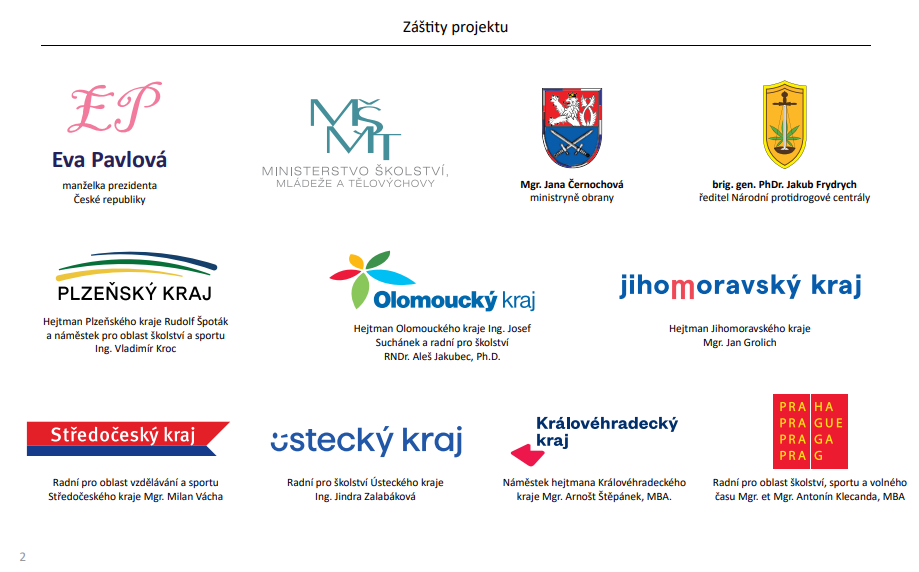 Záštity projektu
EP
Eva Pavlová
manželka prezidenta
České republiky
MŠMT
MINISTERSTVO ŠKOLSTVÍ,
MLÁDEŽE A TĚLOVÝCHOVY
Mgr. Jana Černochová
ministryně obrany
brig. gen. PhDr. Jakub Frydrych
ředitel Národní protidrogové centrály
PLZEŇSKÝ KRAJ
Hejtman Plzeňského kraje Rudolf Špoták
a náměstek pro oblast školství a sportu
Ing. Vladimír Kroc
Olomoucký kraj
Hejtman Olomouckého kraje Ing. Josef
Suchánek a radní pro školství
RNDr. Aleš Jakubec, Ph.D.
jihomoravský kraj
Hejtman Jihomoravského kraje
Mgr. Jan Grolich
Středočeský kraj
Radní pro oblast vzdělávání a sportu
Středočeského kraje Mgr. Milan Vácha
ústecký kraj
Radní pro školství Ústeckého kraje
Ing. Jindra Zalabáková
Královéhradecký
kraj
Náměstek hejtmana Královéhradeckého
kraje Mgr. Arnošt Štěpánek, MBA.
PRA HA
PRA GUE
PRA GA
PRA G
Radní pro oblast školství, sportu a volného
času Mgr. et Mgr. Antonín Klecanda, MBA
2